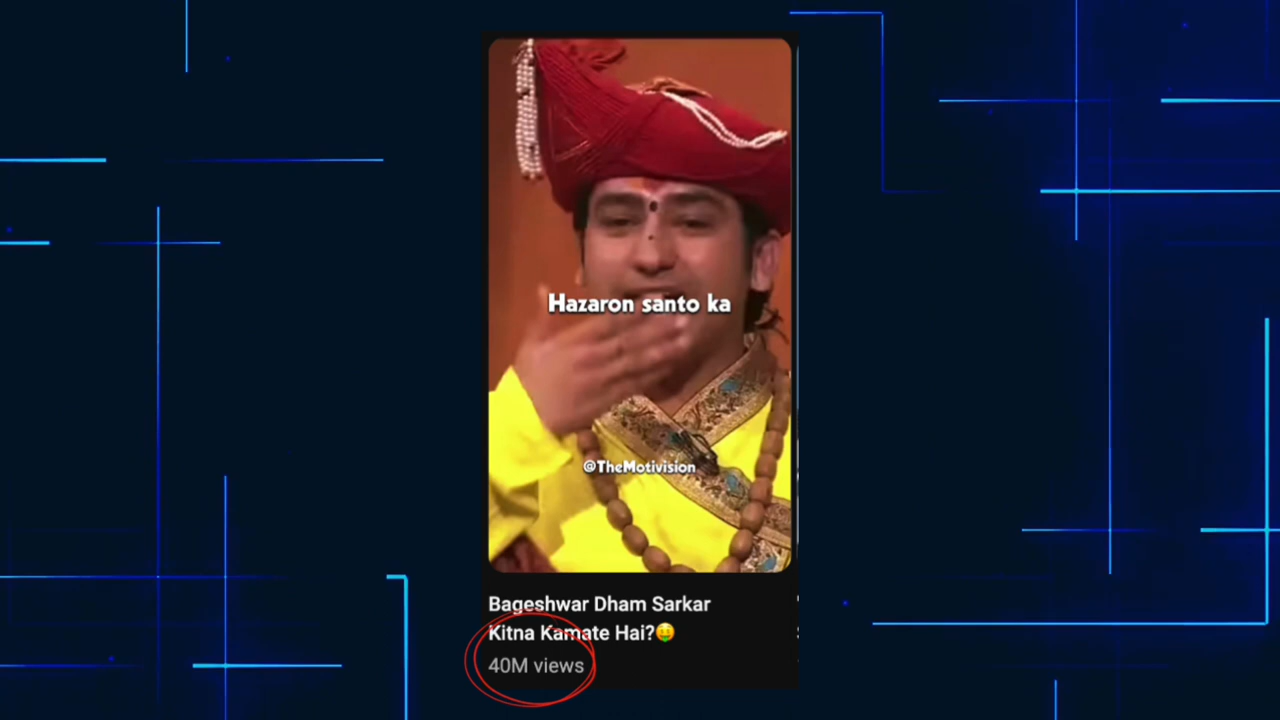 Hazaron santo ka
@TheMotivision
Bageshwar Dham Sarkar
Kitna Kamate Hai?🤑
40M views